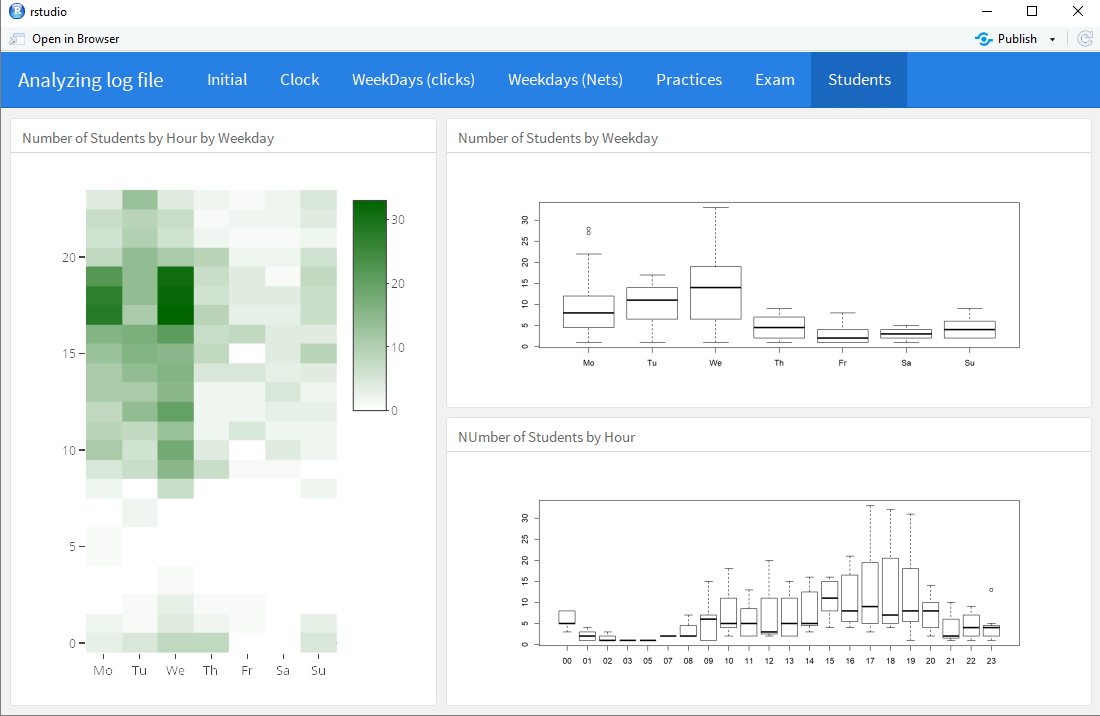 rstudio
Open in Browser
Publish
Analyzing log file
Initial
Clock
WeekDays (clicks)
Weekdays (Nets)
Practices
Exam
Students
Number of Students by Hour by Weekday
20
15
10
5
0
Mo Tu We Th Fr Sa Su
30
20
10
0
Number of Students by Weekday
30
25
20
15
10
5
0
Mo Tu We Th Fr Sa Su
NUmber of Students by Hour
30
25
20
15
10
5
0
00 01 02 03 05 07 08 09 10 11 12 13 14 15 16 17 18 19 20 21 22 23